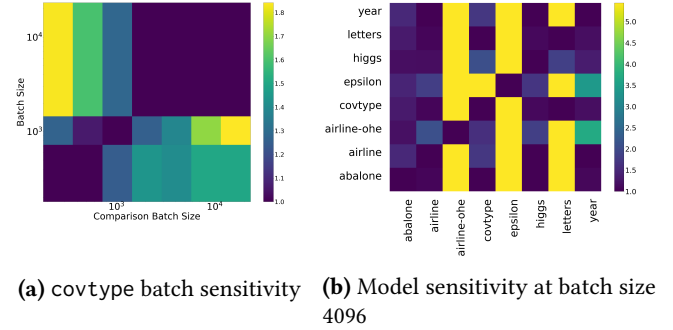 10⁴
10³
Batch Size
10³
10⁴
Comparison Batch Size
1.8
1.7
1.6
1.5
1.4
1.3
1.2
1.1
1.0
year
letters
higgs
epsilon
covtype
airline-ohe
airline
abalone
abalone
airline
airline-ohe
covtype
epsilon
higgs
letters
year
5.0
4.5
4.0
3.5
3.0
2.5
2.0
1.5
1.0
(a) covtype batch sensitivity
(b) Model sensitivity at batch size
4096